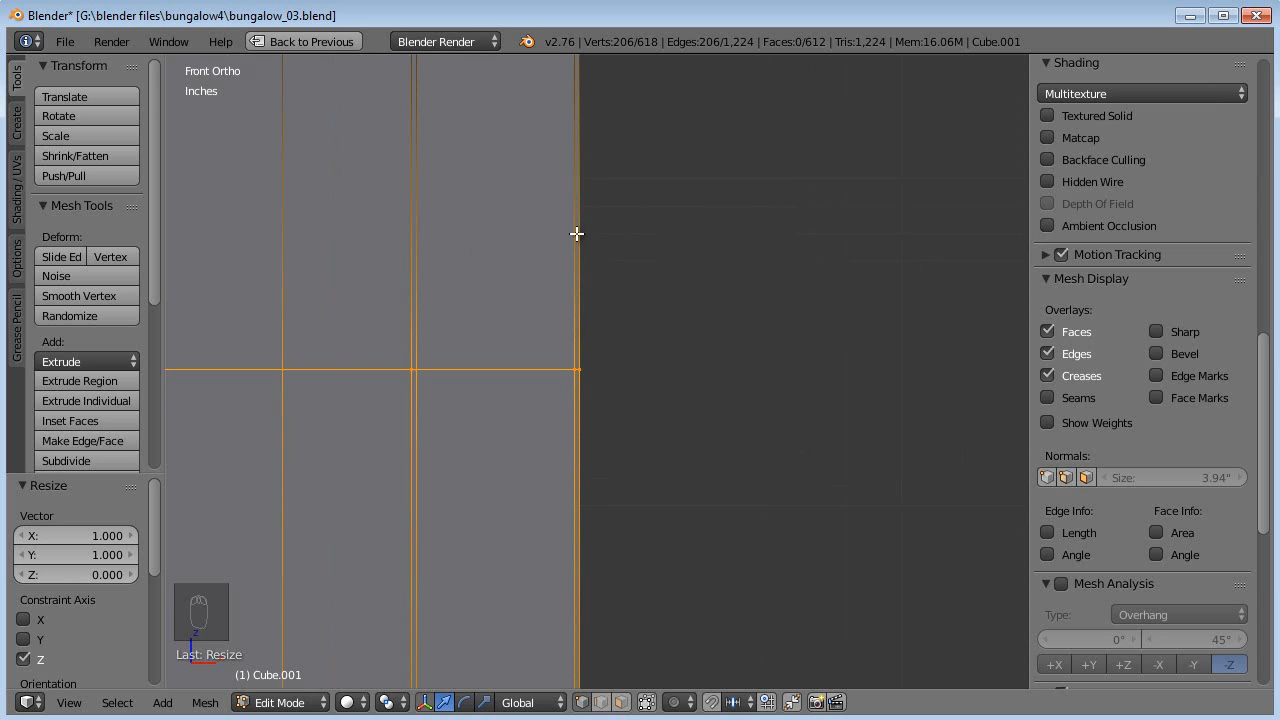 Blender* [G:\blender files\bungalow4\bungalow_03.blend]
File Render Window Help Back to Previous Blender Render v2.76 | Verts:206/618 | Edges:206/1,224 | Faces:0/612 | Tris:1,224 | Mem:16.06M | Cube.001
Tools
Create
Shading / UVs
Options
Grease Pencil
Transform
Translate
Rotate
Scale
Shrink/Fatten
Push/Pull
Mesh Tools
Deform:
Slide Ed Vertex
Noise
Smooth Vertex
Randomize
Add:
Extrude
Extrude Region
Extrude Individual
Inset Faces
Make Edge/Face
Subdivide
Resize
Vector
X: 1.000
Y: 1.000
Z: 0.000
Constraint Axis
X
Y
Z
Orientation
Front Ortho
Inches
z
Last: Resize
(1) Cube.001
View Select Add Mesh Edit Mode Global
Shading
Multitexture
Textured Solid
Matcap
Backface Culling
Hidden Wire
Depth Of Field
Ambient Occlusion
Motion Tracking
Mesh Display
Overlays:
Faces Sharp
Edges Bevel
Creases Edge Marks
Seams Face Marks
Show Weights
Normals:
Size: 3.94"
Edge Info: Face Info:
Length Area
Angle Angle
Mesh Analysis
Type: Overhang
0° 45°
+X +Y +Z -X -Y -Z